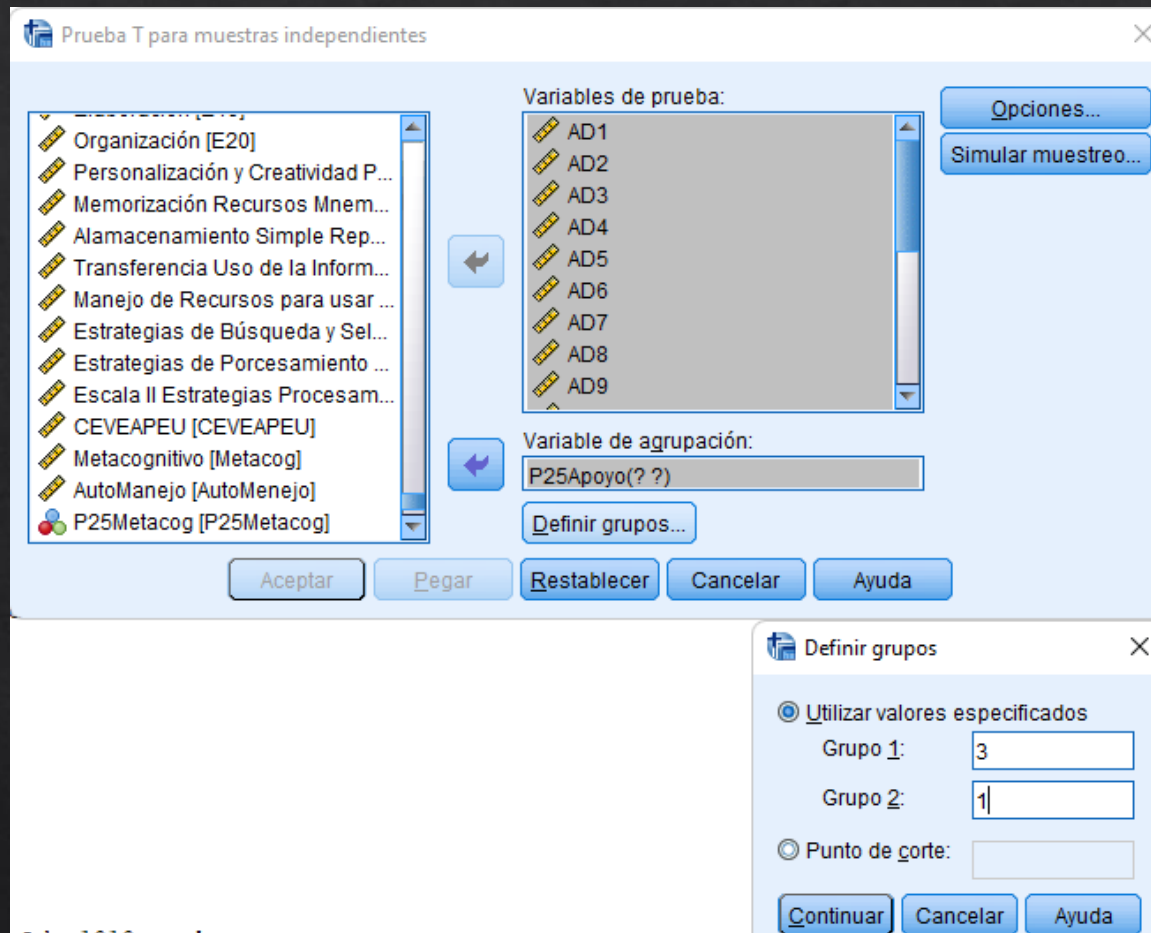 Prueba T para muestras independientes
Organización [E20]
Personalización y Creatividad P...
Memorización Recursos Mnem...
Alamacenamiento Simple Rep...
Transferencia Uso de la Inform...
Manejo de Recursos para usar ...
Estrategias de Búsqueda y Sel...
Estrategias de Porcesamiento ...
Escala II Estrategias Procesam...
CEVEAPEU [CEVEAPEU]
Metacognitivo [Metacog]
AutoManejo [AutoMenejo]
P25Metacog [P25Metacog]
Variables de prueba:
AD1
AD2
AD3
AD4
AD5
AD6
AD7
AD8
AD9
Variable de agrupación:
P25Apoyo(? ?)
Definir grupos...
Opciones...
Simular muestreo...
Aceptar
Pegar
Restablecer
Cancelar
Ayuda
Definir grupos
Utilizar valores especificados
Grupo 1:
3
Grupo 2:
1
Punto de corte:
Continuar
Cancelar
Ayuda